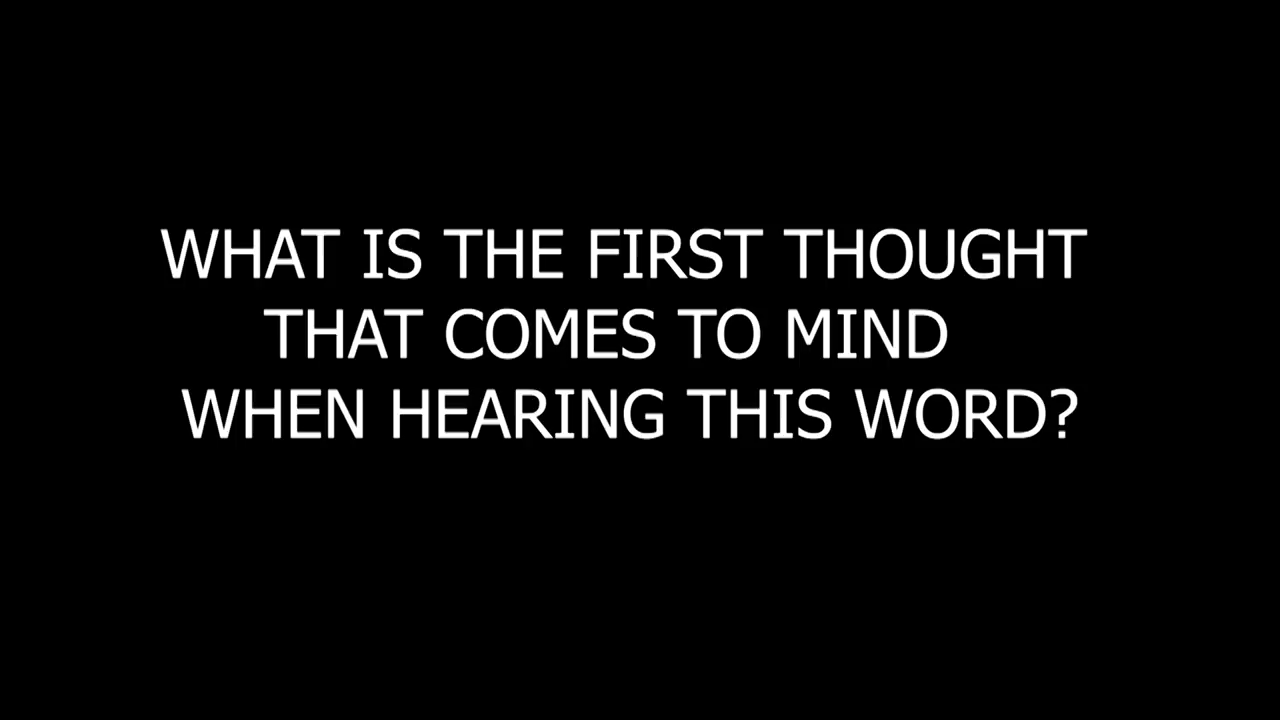 WHAT IS THE FIRST THOUGHT
THAT COMES TO MIND
WHEN HEARING THIS WORD?